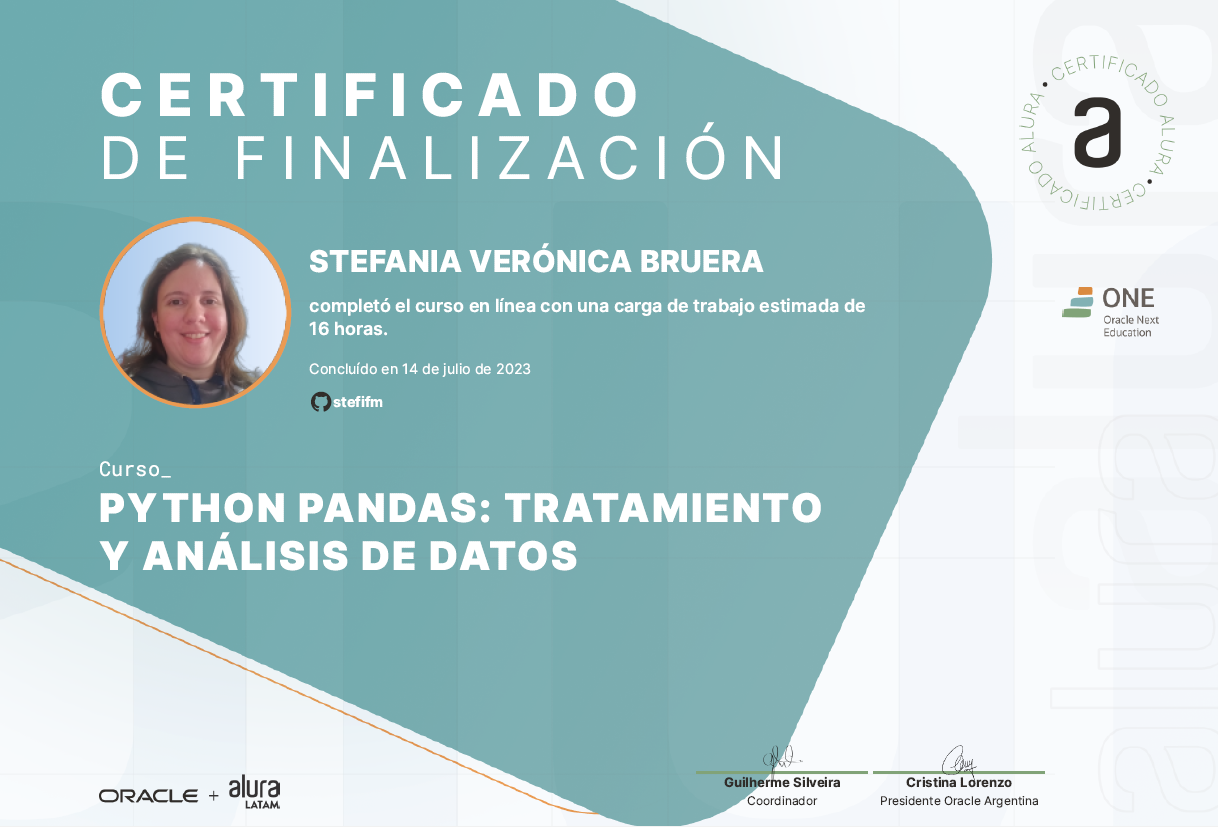 CERTIFICADO
DE FINALIZACIÓN
CERTIFICADO ALURA • CERTIFICADO ALURA •
a
STEFANIA VERÓNICA BRUERA
completó el curso en línea con una carga de trabajo estimada de
16 horas.
Concluído en 14 de julio de 2023
stefifm
ONE
Oracle Next
Education
Curso_
PYTHON PANDAS: TRATAMIENTO
Y ANÁLISIS DE DATOS
alura
alura
ORACLE + alura
LATAM
Guilherme Silveira
Coordinador
Cristina Lorenzo
Presidente Oracle Argentina